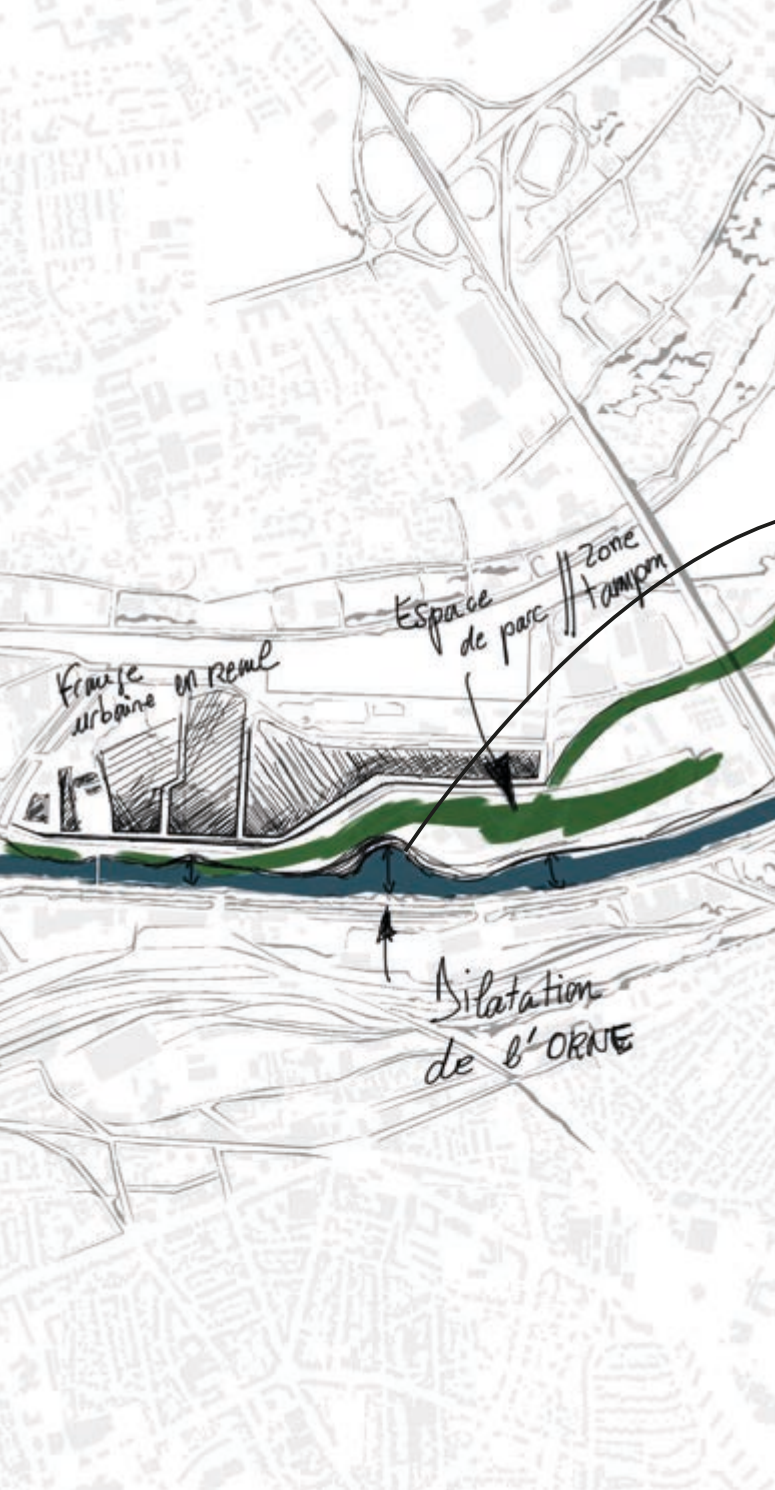 Espace
de parc // Zone
tampon
Frange
urbaine en recul
Dilatation
de l'ORNE